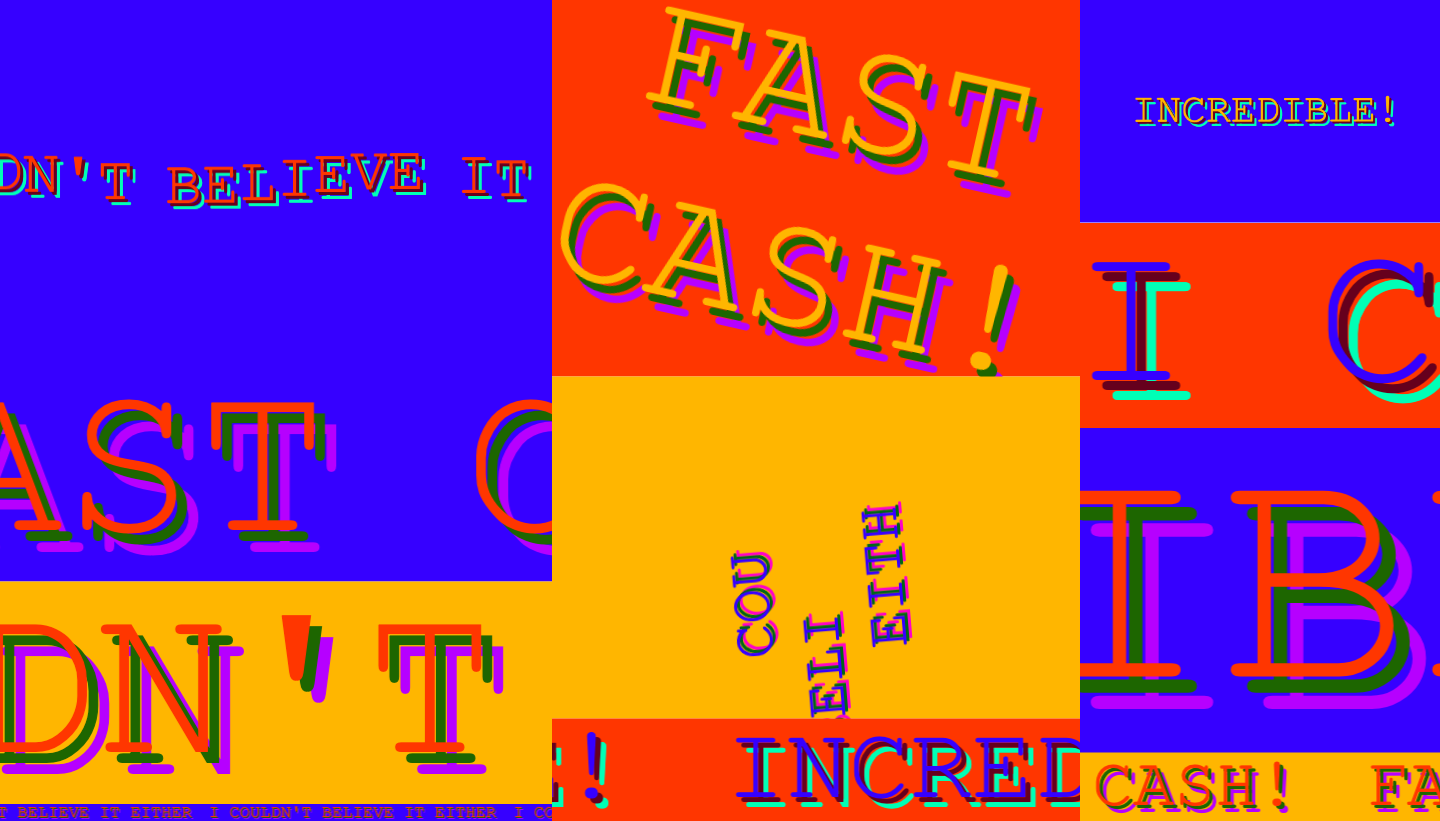 DN'T BELIEVE IT
AST C
DN'T
T BELIEVE IT EITHER I COULDN'T BELIEVE IT EITHER I CO
FAST
CASH!
COU
ELI
EITH
E! INCRED
INCREDIBLE!
I C
IB
CASH! FA